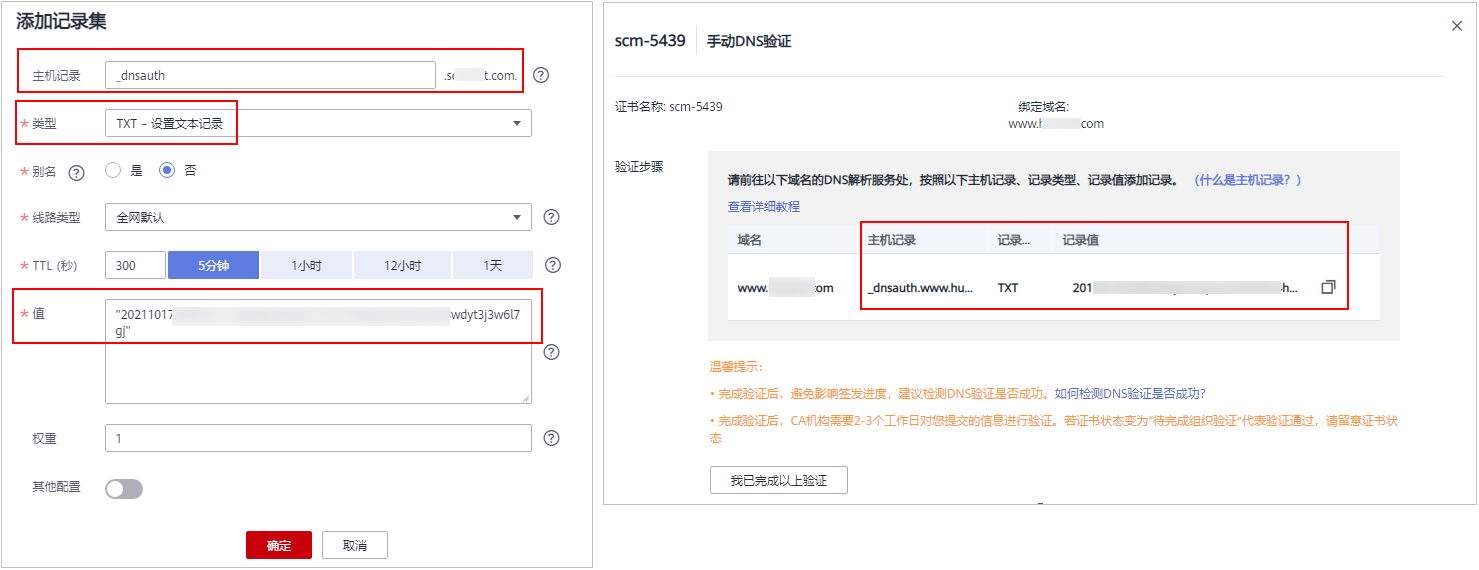 添加记录集
主机记录
_dnsauth
.s
t.com.
* 类型
TXT – 设置文本记录
* 别名
是
否
* 线路类型
全网默认
* TTL (秒)
300
5分钟
1小时
12小时
1天
* 值
"20211017
wdyt3j3w6l7
gj"
权重
1
其他配置
确定
取消
scm-5439
手动DNS验证
证书名称: scm-5439
绑定域名:
www.h
com
验证步骤
请前往以下域名的DNS解析服务处，按照以下主机记录、记录类型、记录值添加记录。 （什么是主机记录？）
查看详细教程
域名
主机记录
记录...
记录值
www.
om
_dnsauth.www.hu...
TXT
201
h...
温馨提示:
• 完成验证后，避免影响签发进度，建议检测DNS验证是否成功。如何检测DNS验证是否成功?
• 完成验证后，CA机构需要2-3个工作日对您提交的信息进行验证。若证书状态变为“待完成组织验证“代表验证通过，请留意证书状
态
我已完成以上验证